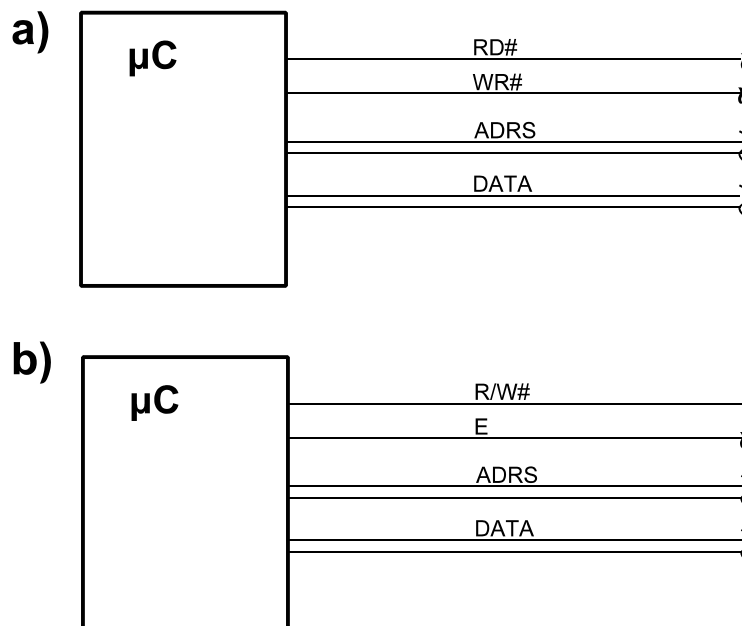 a)
µC
RD#
WR#
ADRS
DATA
b)
µC
R/W#
E
ADRS
DATA